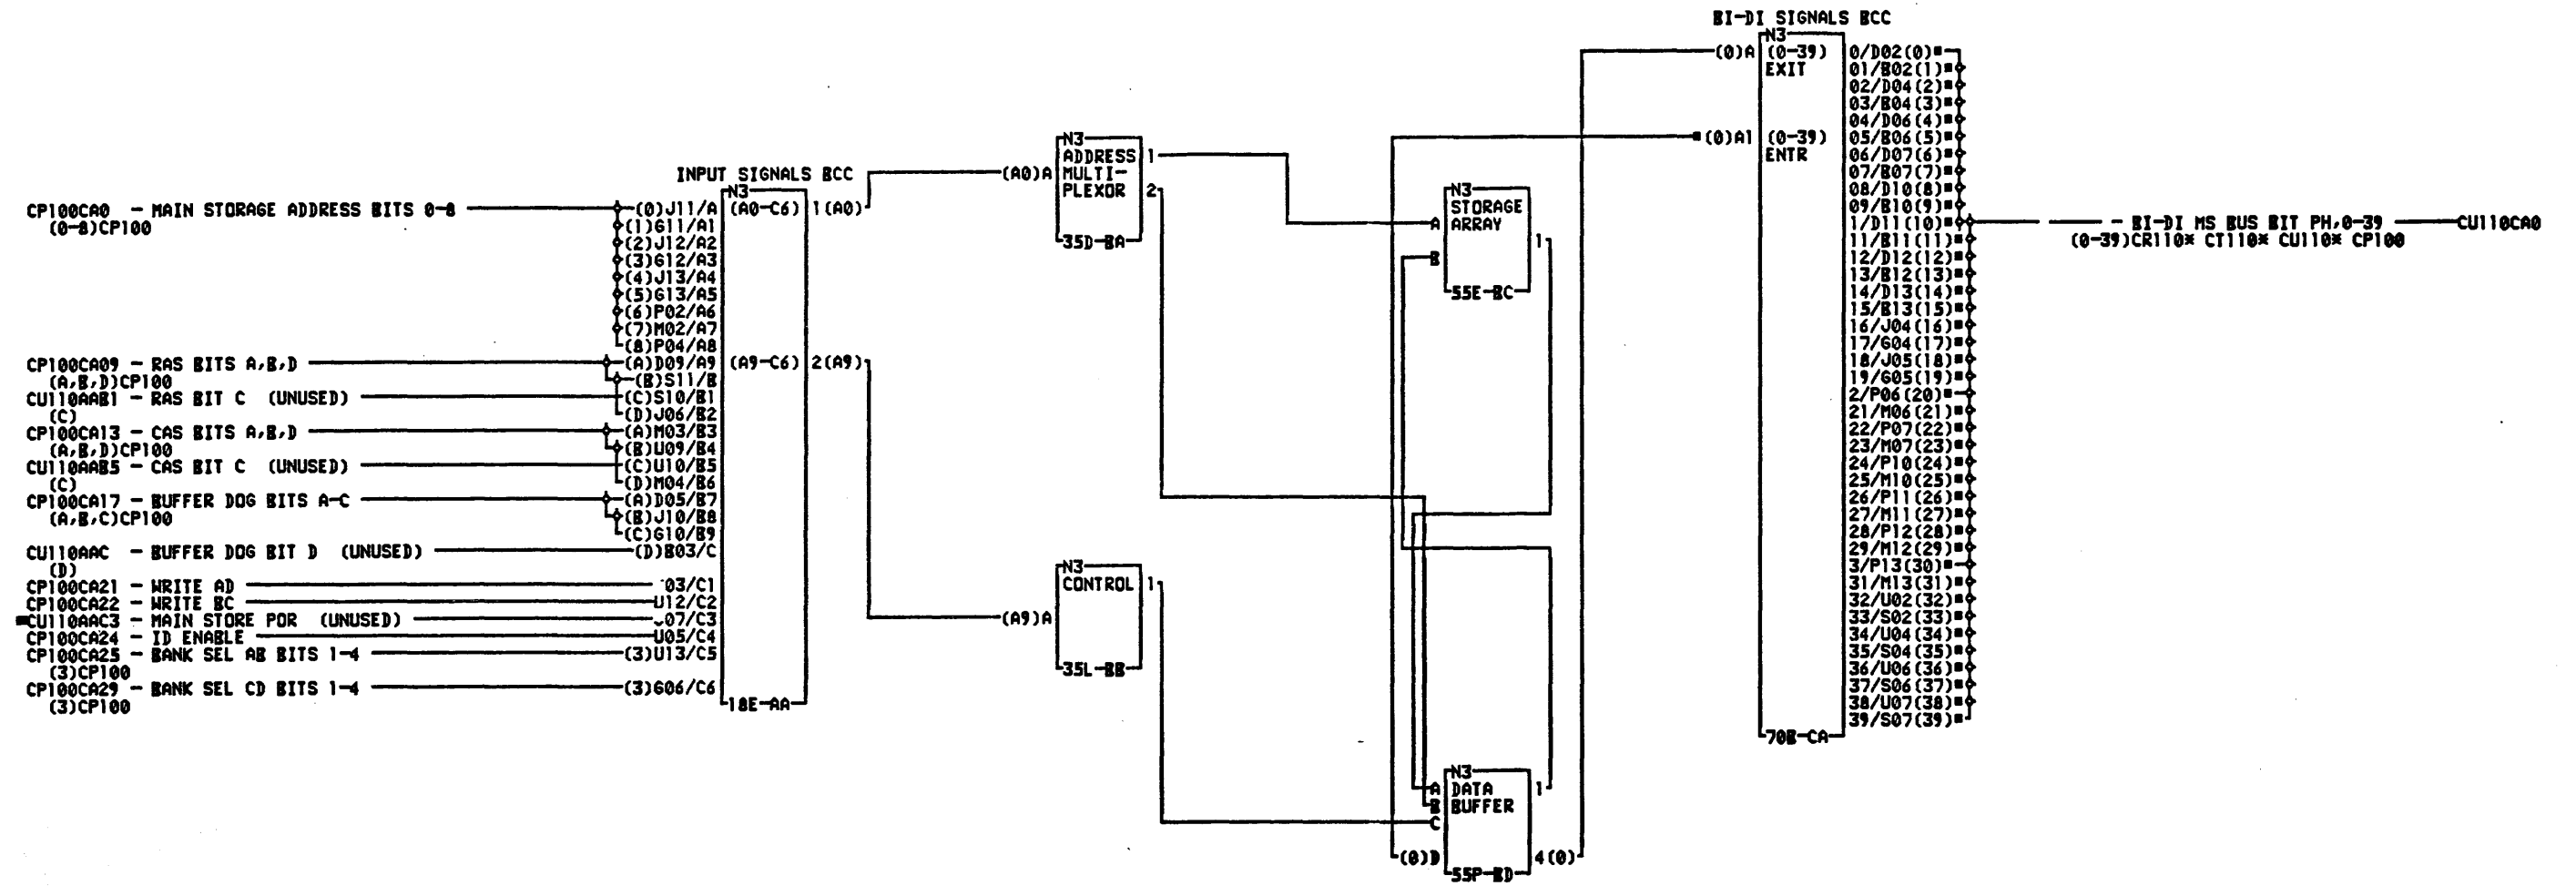 BI-DI SIGNALS BCC
N3
(0)A (0-39) 0/D02(0)
EXIT 01/B02(1)
02/D04(2)
03/B04(3)
04/D06(4)
(0)A1 (0-39) 05/B06(5)
ENTR 06/D07(6)
07/B07(7)
08/D10(8)
09/B10(9)
1/D11(10)
11/B11(11)
12/D12(12)
13/B12(13)
14/D13(14)
15/B13(15)
16/J04(16)
17/G04(17)
18/J05(18)
19/G05(19)
2/P06(20)
21/M06(21)
22/P07(22)
23/M07(23)
24/P10(24)
25/M10(25)
26/P11(26)
27/M11(27)
28/P12(28)
29/M12(29)
3/P13(30)
31/M13(31)
32/U02(32)
33/S02(33)
34/U04(34)
35/S04(35)
36/U06(36)
37/S06(37)
38/U07(38)
39/S07(39)
70B-CA
- BI-DI MS BUS BIT PH,0-39 CU110CA0
(0-39)CR110* CT110* CU110* CP100
INPUT SIGNALS BCC
N3
CP100CA0 - MAIN STORAGE ADDRESS BITS 0-8 (0)J11/A (A0-C6) 1(A0)
(0-8)CP100 (1)G11/A1
(2)J12/A2
(3)G12/A3
(4)J13/A4
(5)G13/A5
(6)P02/A6
(7)M02/A7
(8)P04/A8
CP100CA09 - RAS BITS A,B,D (A)D09/A9 (A9-C6) 2(A9)
(A,B,D)CP100 (B)S11/B
CU110AAB1 - RAS BIT C (UNUSED) (C)S10/B1
(C) (D)J06/B2
CP100CA13 - CAS BITS A,B,D (A)M03/B3
(A,B,D)CP100 (B)U09/B4
CU110AAB5 - CAS BIT C (UNUSED) (C)U10/B5
(C) (D)M04/B6
CP100CA17 - BUFFER DOG BITS A-C (A)D05/B7
(A,B,C)CP100 (B)J10/B8
(C)G10/B9
CU110AAC - BUFFER DOG BIT D (UNUSED) (D)B03/C
(D)
CP100CA21 - WRITE AD 03/C1
CP100CA22 - WRITE BC U12/C2
CU110AAC3 - MAIN STORE POR (UNUSED) 07/C3
CP100CA24 - ID ENABLE U05/C4
CP100CA25 - BANK SEL AB BITS 1-4 (3)U13/C5
(3)CP100
CP100CA29 - BANK SEL CD BITS 1-4 (3)G06/C6
(3)CP100
18E-AA
N3
ADDRESS 1
(A0)A MULTI-
PLEXOR 2
35D-BA
N3
STORAGE
A ARRAY
1
B
55E-BC
N3
CONTROL 1
(A9)A
35L-BB
N3
A DATA 1
B BUFFER
C
(0)D 4(0)
55P-BD